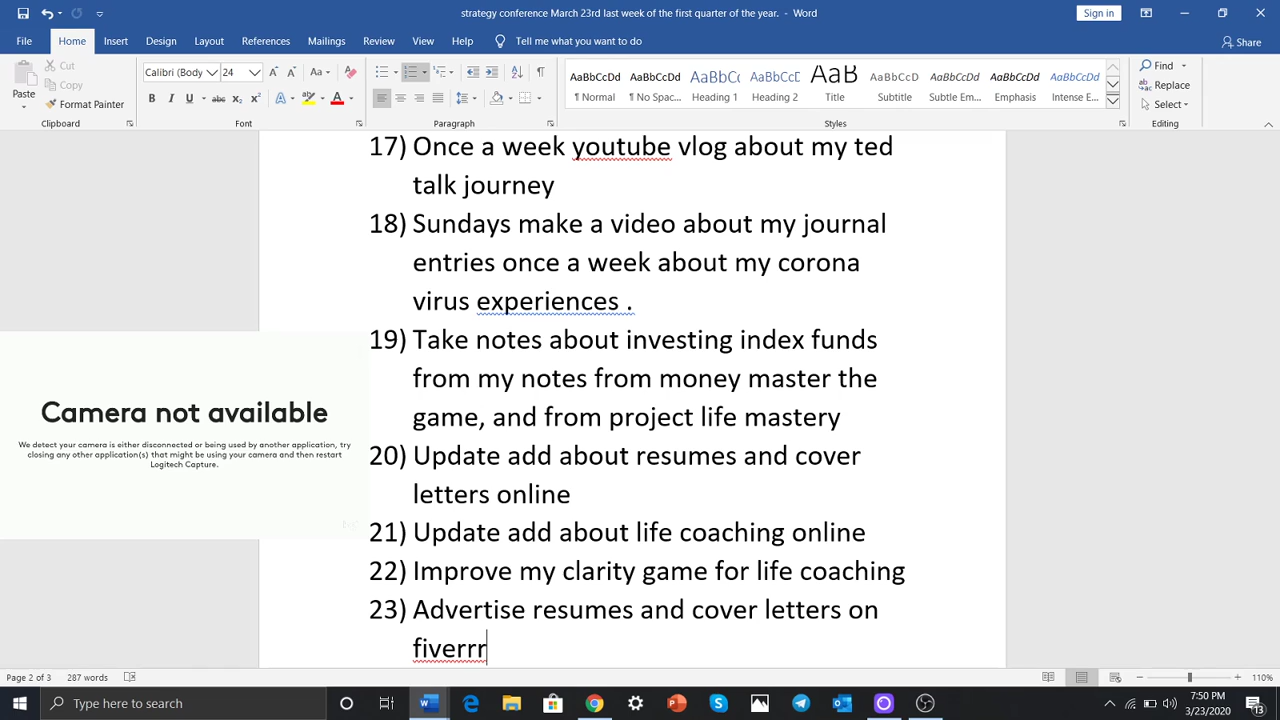 strategy session March 23rd last week of the first quarter of the year. - Word
Sign in
File Home Insert Design Layout References Mailings Review View Help Tell me what you want to do
Share
Paste
Cut
Copy
Format Painter
Clipboard
Calibri (Body 24
Font
Paragraph
AaBbCcDd AaBbCcDd AaBbC( AaBbCcD AaB AaBbCcD AaBbCcDd AaBbCcDd AaBbCcDd
¶ Normal ¶ No Spac... Heading 1 Heading 2 Title Subtitle Subtle Em... Emphasis Intense E...
Styles
Find
Replace
Select
Editing
17) Once a week youtube vlog about my ted
talk journey
18) Sundays make a video about my journal
entries once a week about my corona
virus experiences .
19) Take notes about investing index funds
from my notes from money master the
game, and from project life mastery
20) Update add about resumes and cover
letters online
21) Update add about life coaching online
22) Improve my clarity game for life coaching
23) Advertise resumes and cover letters on
fiverrr
Camera not available
We detect your camera is either disconnected or being used by another application, try
closing any other application(s) that might be using your camera and then restart
Logitech Capture.
Page 2 of 3 287 words
110%
Type here to search
7:50 PM
3/23/2020